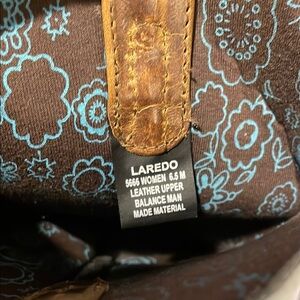 LAREDO
5666 WOMEN 6.5 M
LEATHER UPPER
BALANCE MAN
MADE MATERIAL